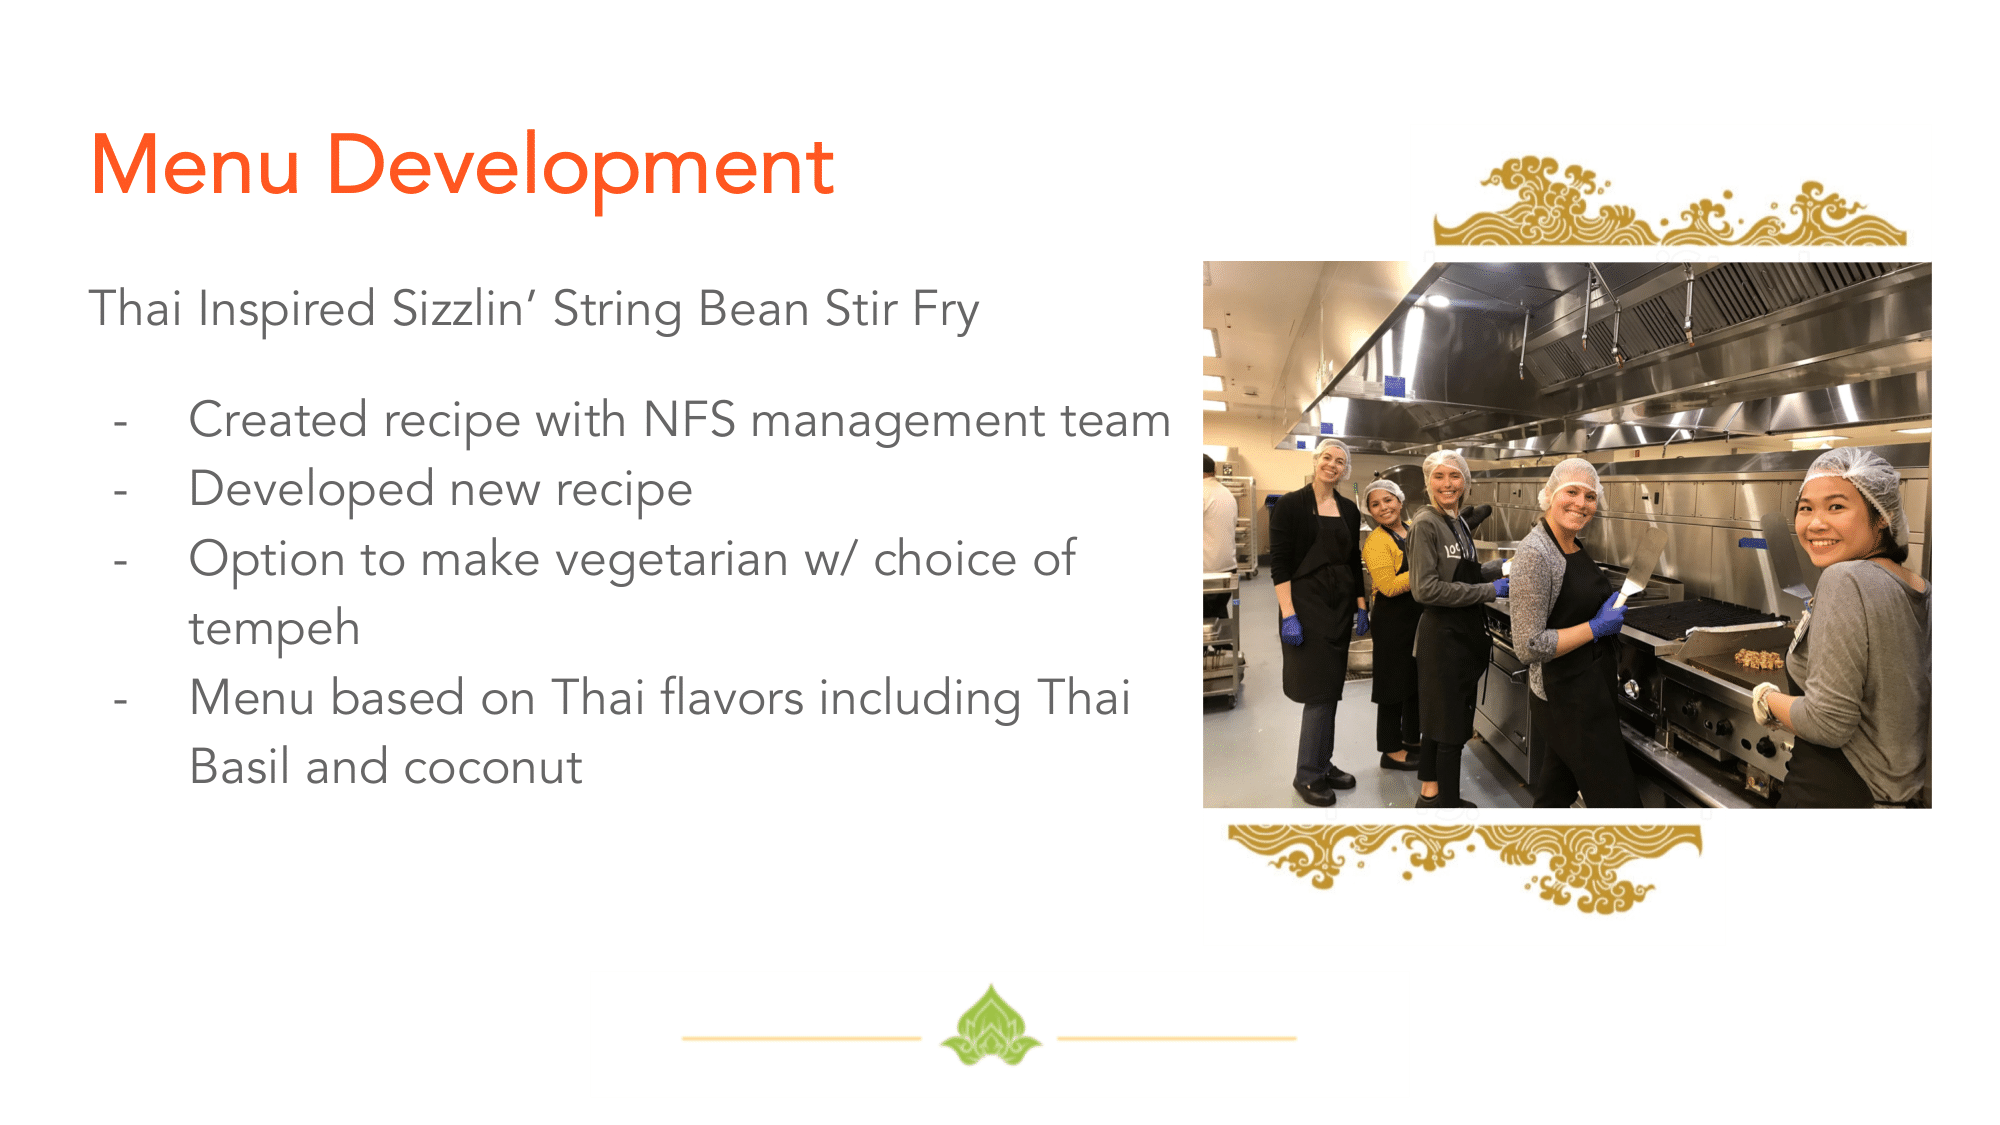 Menu Development
Thai Inspired Sizzlin’ String Bean Stir Fry
- Created recipe with NFS management team
- Developed new recipe
- Option to make vegetarian w/ choice of
tempeh
- Menu based on Thai flavors including Thai
Basil and coconut